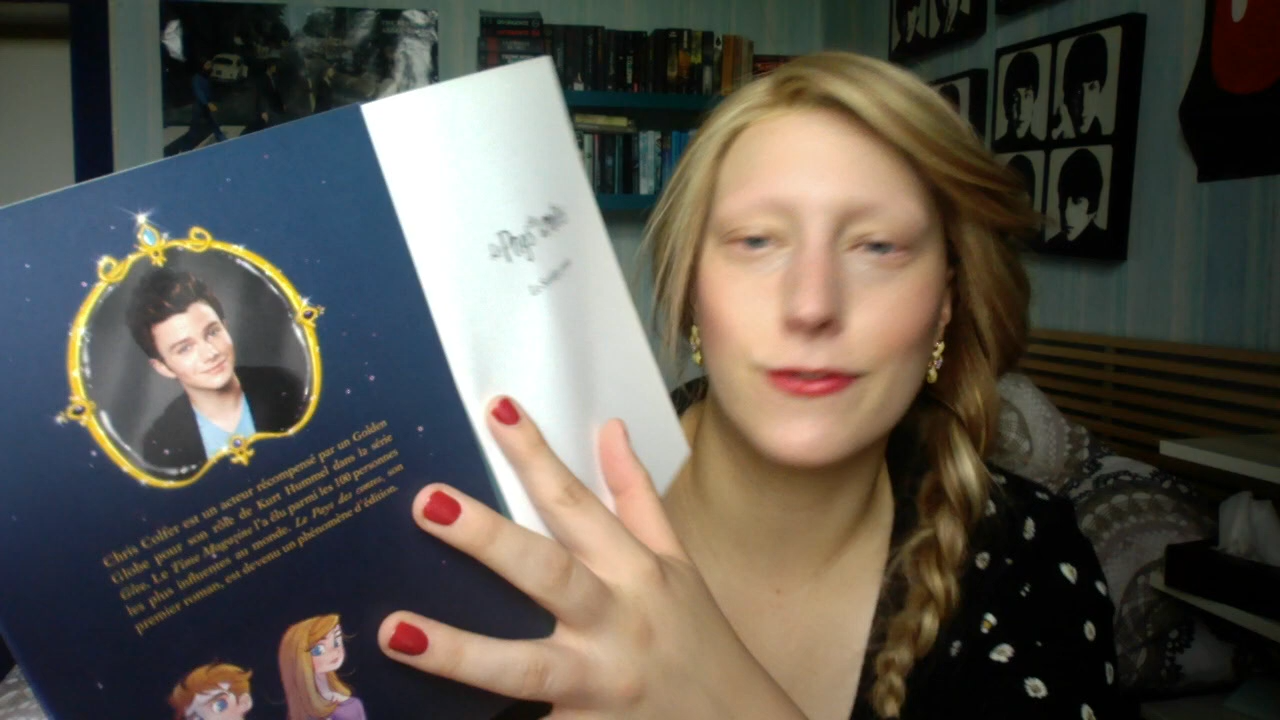 Chris Colfer est un acteur récompensé par un Golden
Globe pour son rôle de Kurt Hummel dans la série
Glee. Le Time Magazine l'a élu parmi les 100 personnes
les plus influentes au monde. Le Pays des contes, son
premier roman, est devenu un phénomène d'édition.